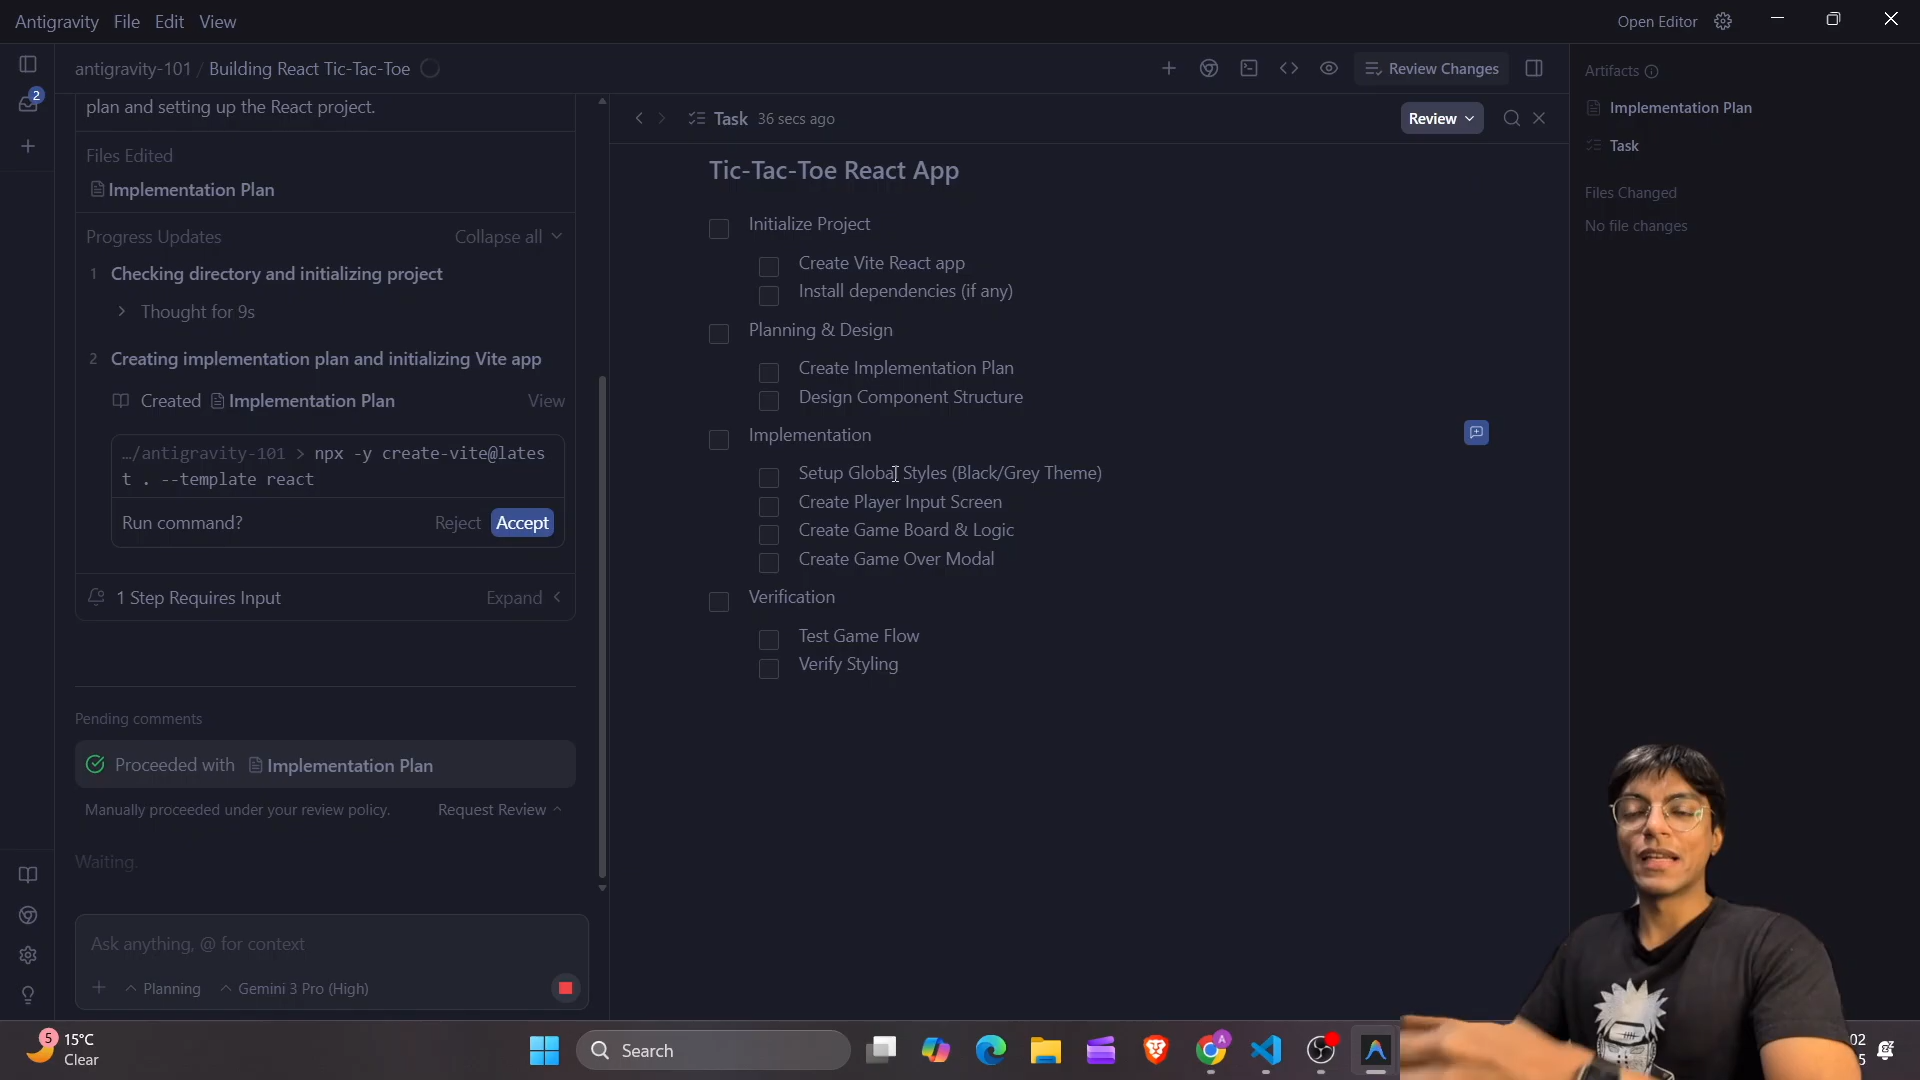 Antigravity File Edit View
Open Editor
antigravity-101 / Building React Tic-Tac-Toe
Review Changes
2
plan and setting up the React project.
Files Edited
Implementation Plan
Progress Updates
Collapse all
1 Checking directory and initializing project
Thought for 9s
2 Creating implementation plan and initializing Vite app
Created Implementation Plan
View
…/antigravity-101 > npx -y create-vite@lates
t . --template react
Run command?
Reject Accept
1 Step Requires Input
Expand
Pending comments
Proceeded with Implementation Plan
Manually proceeded under your review policy.
Request Review
Waiting.
Ask anything, @ for context
Planning
Gemini 3 Pro (High)
Task 36 secs ago
Review
Tic-Tac-Toe React App
Initialize Project
Create Vite React app
Install dependencies (if any)
Planning & Design
Create Implementation Plan
Design Component Structure
Implementation
Setup Global Styles (Black/Grey Theme)
Create Player Input Screen
Create Game Board & Logic
Create Game Over Modal
Verification
Test Game Flow
Verify Styling
Artifacts
Implementation Plan
Task
Files Changed
No file changes
5
15°C
Clear
Search
A
02
5